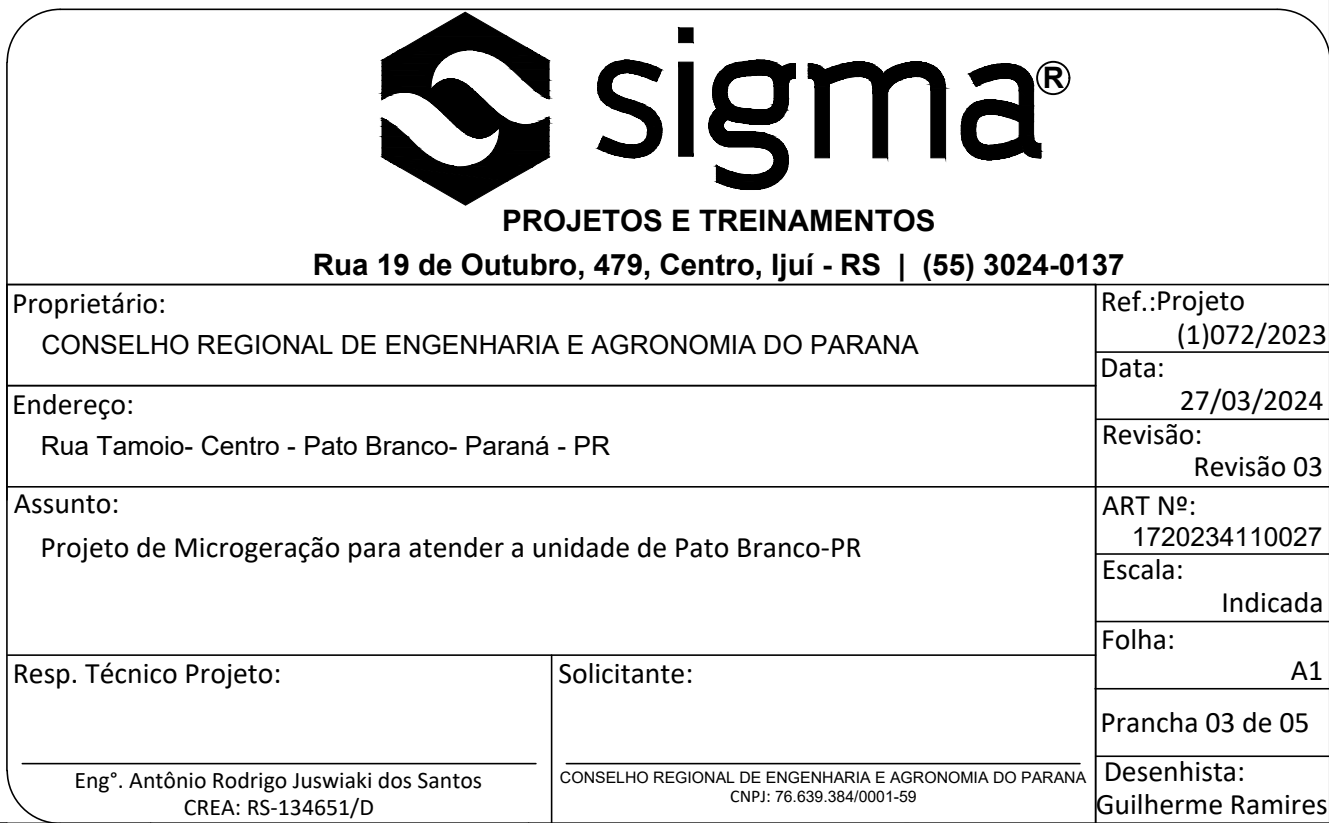 sigma®
PROJETOS E TREINAMENTOS
Rua 19 de Outubro, 479, Centro, Ijuí - RS | (55) 3024-0137
Proprietário:
CONSELHO REGIONAL DE ENGENHARIA E AGRONOMIA DO PARANA
Ref.:Projeto
(1)072/2023
Data:
27/03/2024
Endereço:
Rua Tamoio- Centro - Pato Branco- Paraná - PR
Revisão:
Revisão 03
Assunto:
Projeto de Microgeração para atender a unidade de Pato Branco-PR
ART Nº:
1720234110027
Escala:
Indicada
Folha:
A1
Resp. Técnico Projeto:
Eng°. Antônio Rodrigo Juswiaki dos Santos
CREA: RS-134651/D
Solicitante:
CONSELHO REGIONAL DE ENGENHARIA E AGRONOMIA DO PARANA
CNPJ: 76.639.384/0001-59
Prancha 03 de 05
Desenhista:
Guilherme Ramires